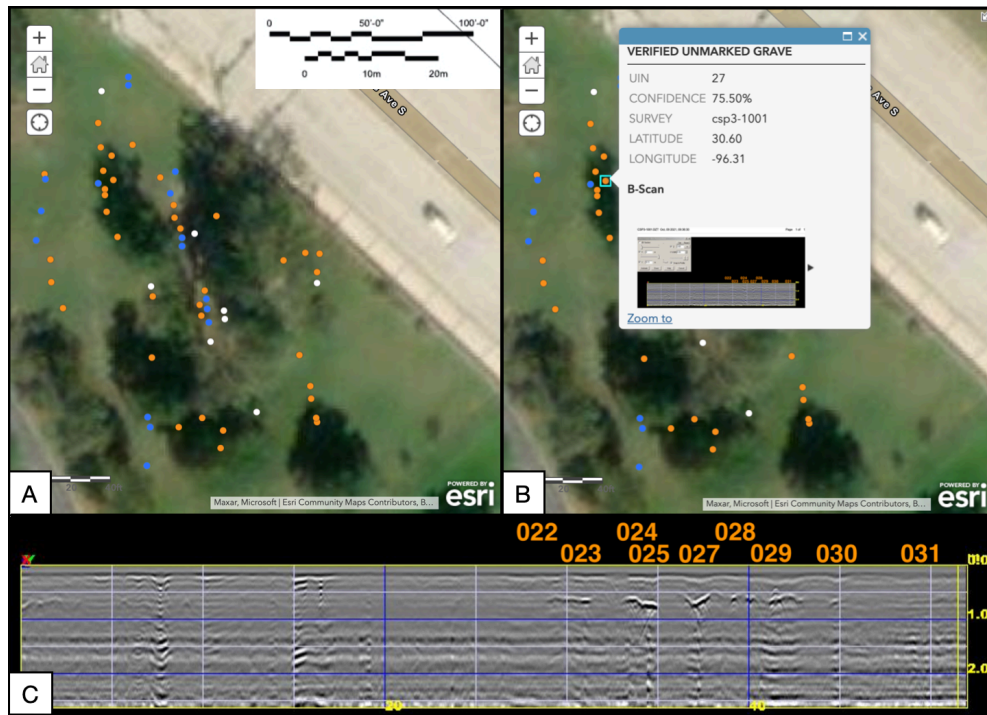 0 50'-0" 100'-0"
0 10m 20m
Ave S
POWERED BY
esri
Maxar, Microsoft | Esri Community Maps Contributors, B...
A
VERIFIED UNMARKED GRAVE
UIN 27
CONFIDENCE 75.50%
SURVEY csp3-1001
LATITUDE 30.60
LONGITUDE -96.31
B-Scan
Zoom to
Ave S
POWERED BY
esri
Maxar, Microsoft | Esri Community Maps Contributors, B...
B
022 024 028
023 025 027 029 030 031
1.0
2.0
20 40
C